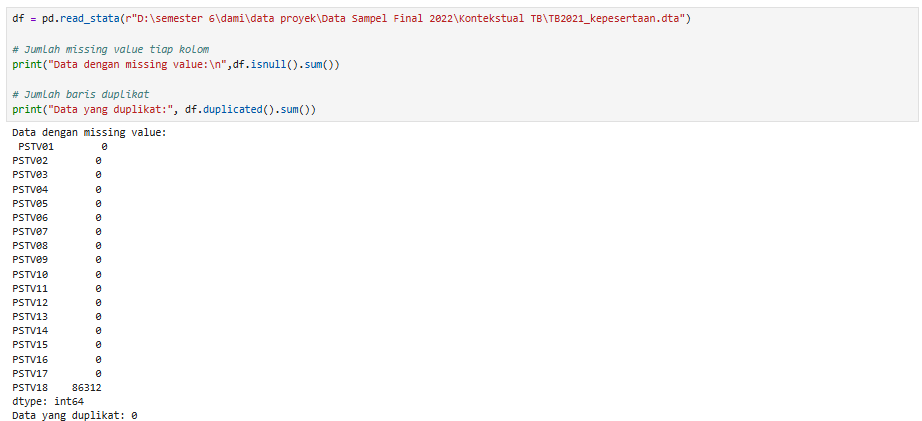 df = pd.read_stata(r"D:\semester 6\dami\data proyek\Data Sampel Final 2022\Kontekstual TB\TB2021_kepesertaan.dta")
# Jumlah missing value tiap kolom
print("Data dengan missing value:\n",df.isnull().sum())
# Jumlah baris duplikat
print("Data yang duplikat:", df.duplicated().sum())
Data dengan missing value:
PSTV01 0
PSTV02 0
PSTV03 0
PSTV04 0
PSTV05 0
PSTV06 0
PSTV07 0
PSTV08 0
PSTV09 0
PSTV10 0
PSTV11 0
PSTV12 0
PSTV13 0
PSTV14 0
PSTV15 0
PSTV16 0
PSTV17 0
PSTV18 86312
dtype: int64
Data yang duplikat: 0